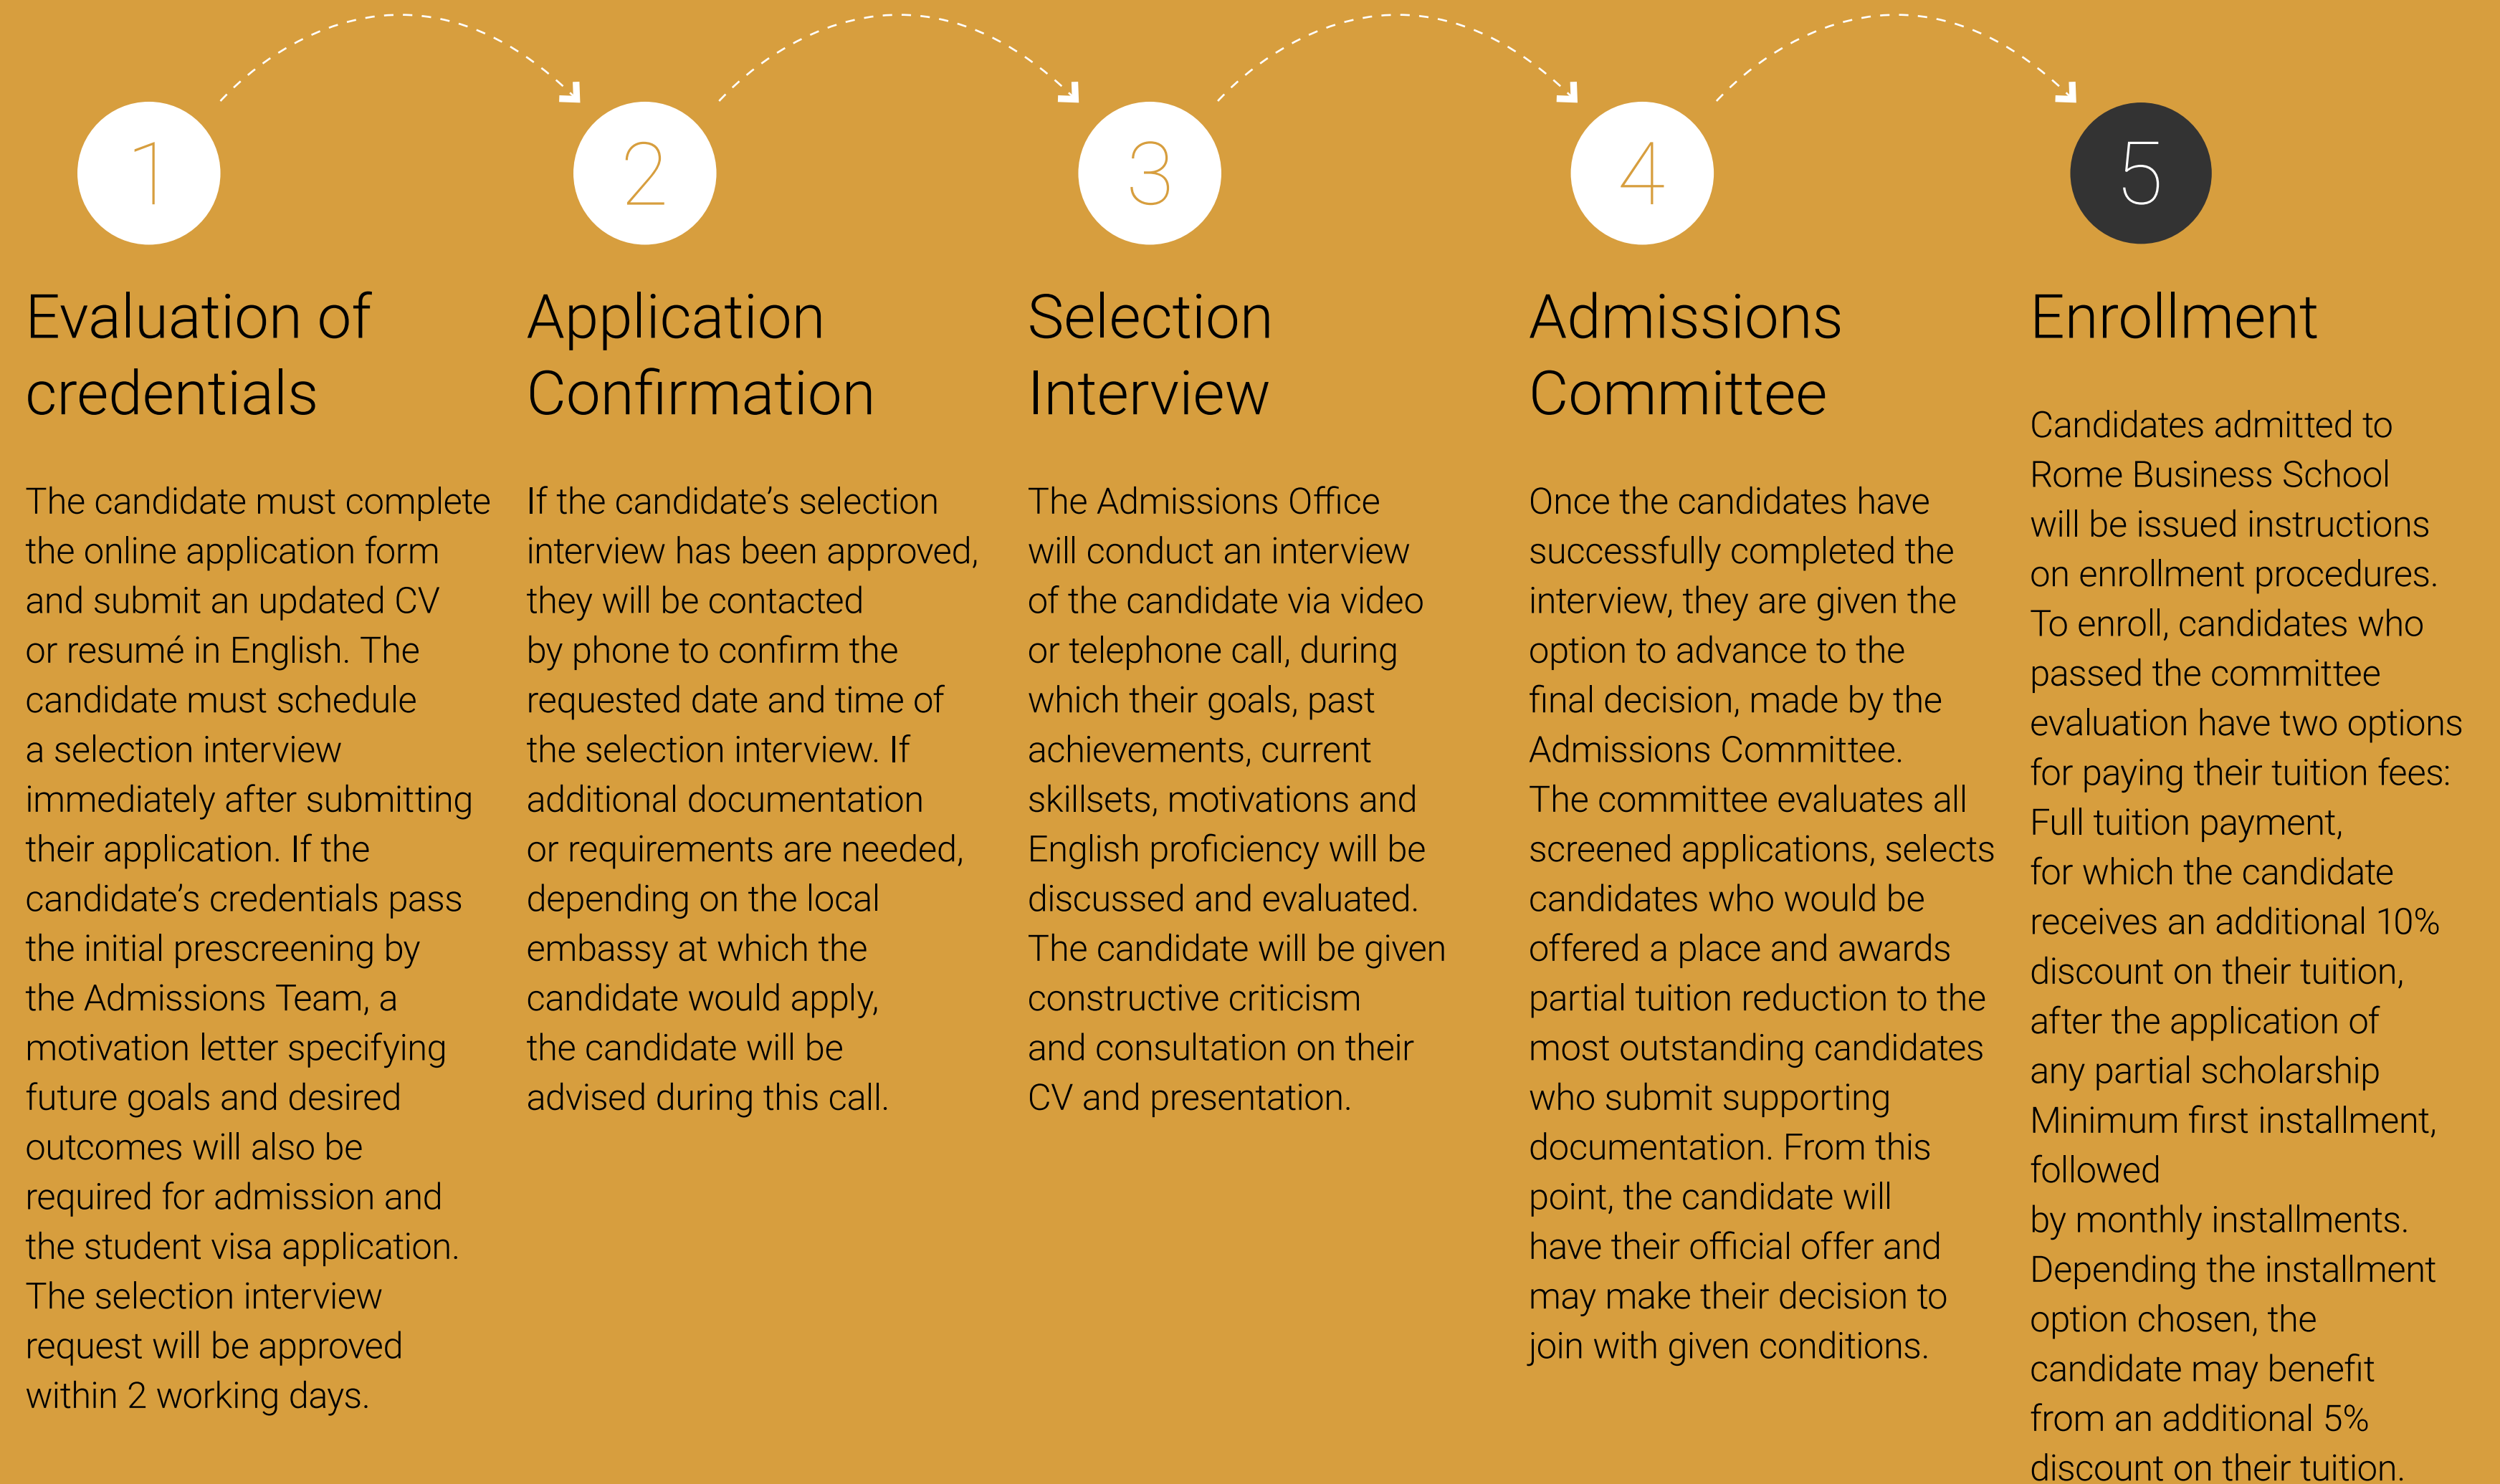 1
Evaluation of
credentials
The candidate must complete
the online application form
and submit an updated CV
or resumé in English. The
candidate must schedule
a selection interview
immediately after submitting
their application. If the
candidate’s credentials pass
the initial prescreening by
the Admissions Team, a
motivation letter specifying
future goals and desired
outcomes will also be
required for admission and
the student visa application.
The selection interview
request will be approved
within 2 working days.
2
Application
Confirmation
If the candidate’s selection
interview has been approved,
they will be contacted
by phone to confirm the
requested date and time of
the selection interview. If
additional documentation
or requirements are needed,
depending on the local
embassy at which the
candidate would apply,
the candidate will be
advised during this call.
3
Selection
Interview
The Admissions Office
will conduct an interview
of the candidate via video
or telephone call, during
which their goals, past
achievements, current
skillsets, motivations and
English proficiency will be
discussed and evaluated.
The candidate will be given
constructive criticism
and consultation on their
CV and presentation.
4
Admissions
Committee
Once the candidates have
successfully completed the
interview, they are given the
option to advance to the
final decision, made by the
Admissions Committee.
The committee evaluates all
screened applications, selects
candidates who would be
offered a place and awards
partial tuition reduction to the
most outstanding candidates
who submit supporting
documentation. From this
point, the candidate will
have their official offer and
may make their decision to
join with given conditions.
5
Enrollment
Candidates admitted to
Rome Business School
will be issued instructions
on enrollment procedures.
To enroll, candidates who
passed the committee
evaluation have two options
for paying their tuition fees:
Full tuition payment,
for which the candidate
receives an additional 10%
discount on their tuition,
after the application of
any partial scholarship
Minimum first installment,
followed
by monthly installments.
Depending the installment
option chosen, the
candidate may benefit
from an additional 5%
discount on their tuition.